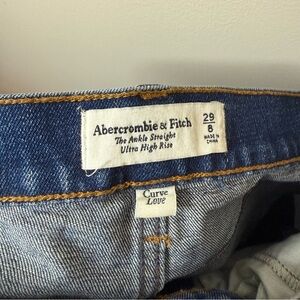 Abercrombie & Fitch
The Ankle Straight
Ultra High Rise
29
8
MADE IN
CHINA
Curve
Love